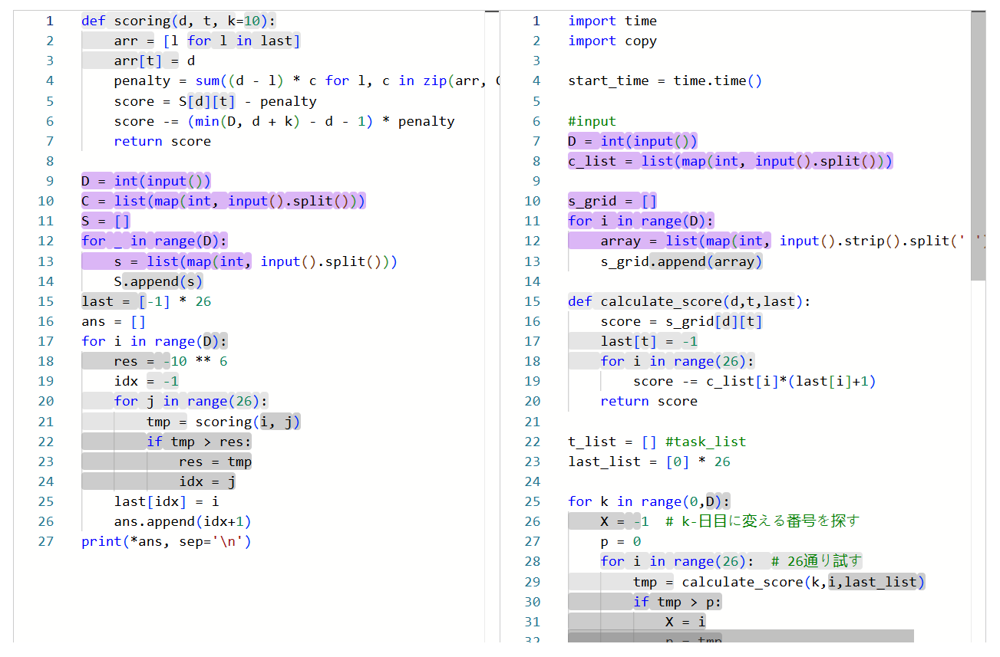 1 def scoring(d, t, k=10):
2 arr = [l for l in last]
3 arr[t] = d
4 penalty = sum((d - l) * c for l, c in zip(arr,
5 score = S[d][t] - penalty
6 score -= (min(D, d + k) - d - 1) * penalty
7 return score
8
9 D = int(input())
10 C = list(map(int, input().split()))
11 S = []
12 for _ in range(D):
13 s = list(map(int, input().split()))
14 S.append(s)
15 last = [-1] * 26
16 ans = []
17 for i in range(D):
18 res = -10 ** 6
19 idx = -1
20 for j in range(26):
21 tmp = scoring(i, j)
22 if tmp > res:
23 res = tmp
24 idx = j
25 last[idx] = i
26 ans.append(idx+1)
27 print(*ans, sep='\n')
1 import time
2 import copy
3
4 start_time = time.time()
5
6 #input
7 D = int(input())
8 c_list = list(map(int, input().split()))
9
10 s_grid = []
11 for i in range(D):
12 array = list(map(int, input().strip().split(' ')
13 s_grid.append(array)
14
15 def calculate_score(d,t,last):
16 score = s_grid[d][t]
17 last[t] = -1
18 for i in range(26):
19 score -= c_list[i]*(last[i]+1)
20 return score
21
22 t_list = [] #task_list
23 last_list = [0] * 26
24
25 for k in range(0,D):
26 X = -1 # k-日目に変える番号を探す
27 p = 0
28 for i in range(26): # 26通り試す
29 tmp = calculate_score(k,i,last_list)
30 if tmp > p:
31 X = i
32 p = tmp